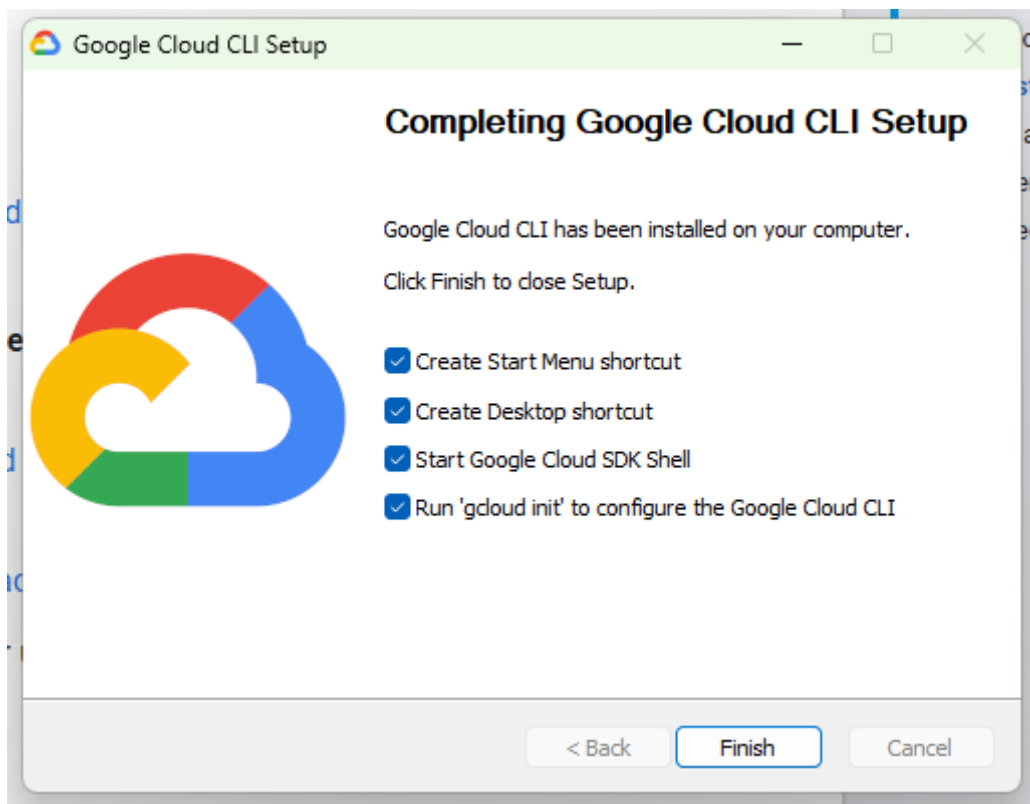 Google Cloud CLI Setup
Completing Google Cloud CLI Setup
Google Cloud CLI has been installed on your computer.
Click Finish to close Setup.
Create Start Menu shortcut
Create Desktop shortcut
Start Google Cloud SDK Shell
Run 'gcloud init' to configure the Google Cloud CLI
< Back
Finish
Cancel